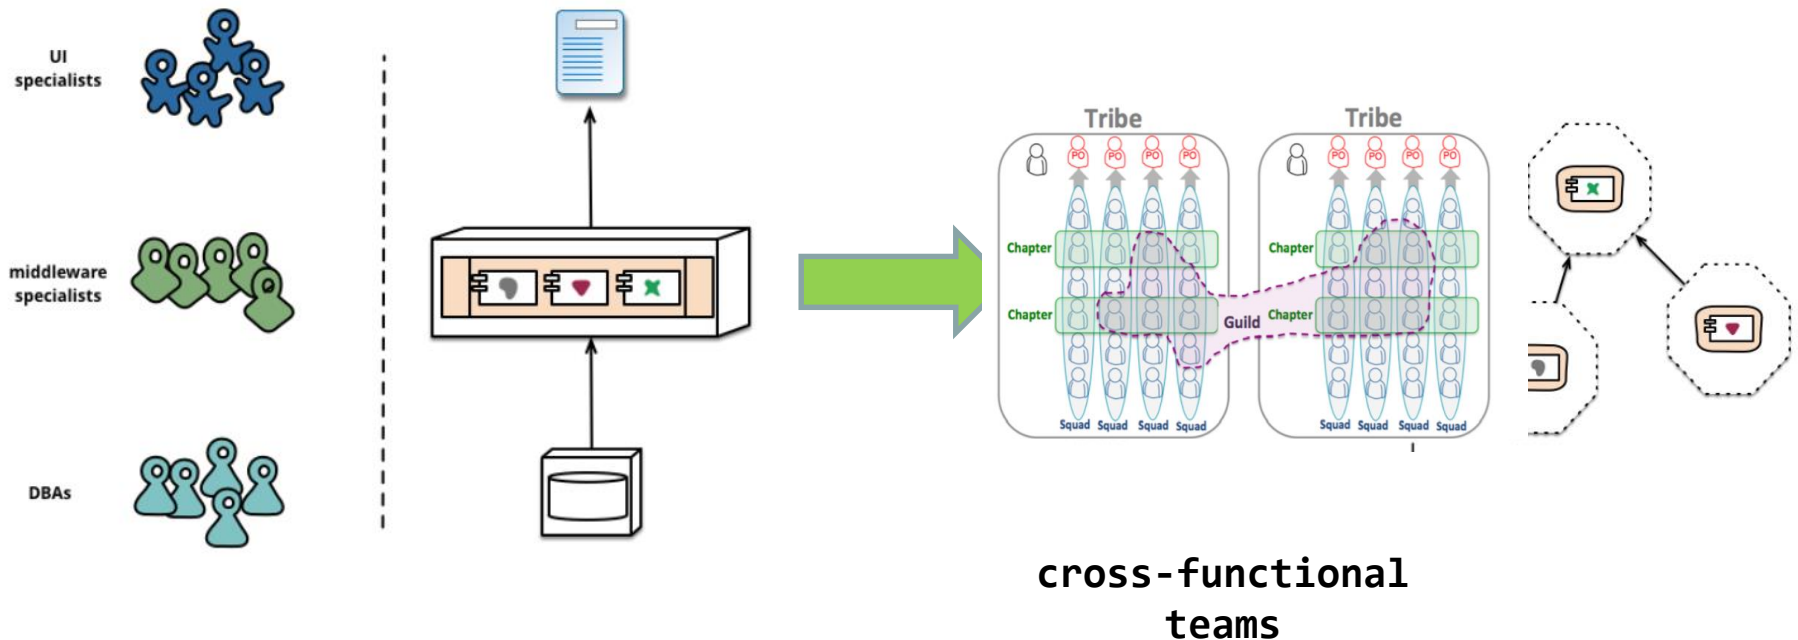 UI
specialists
middleware
specialists
DBAs
Tribe
PO PO PO PO
Chapter
Chapter
Squad Squad Squad Squad
Guild
Tribe
PO PO PO PO
Chapter
Chapter
Squad Squad Squad Squad
cross-functional
teams